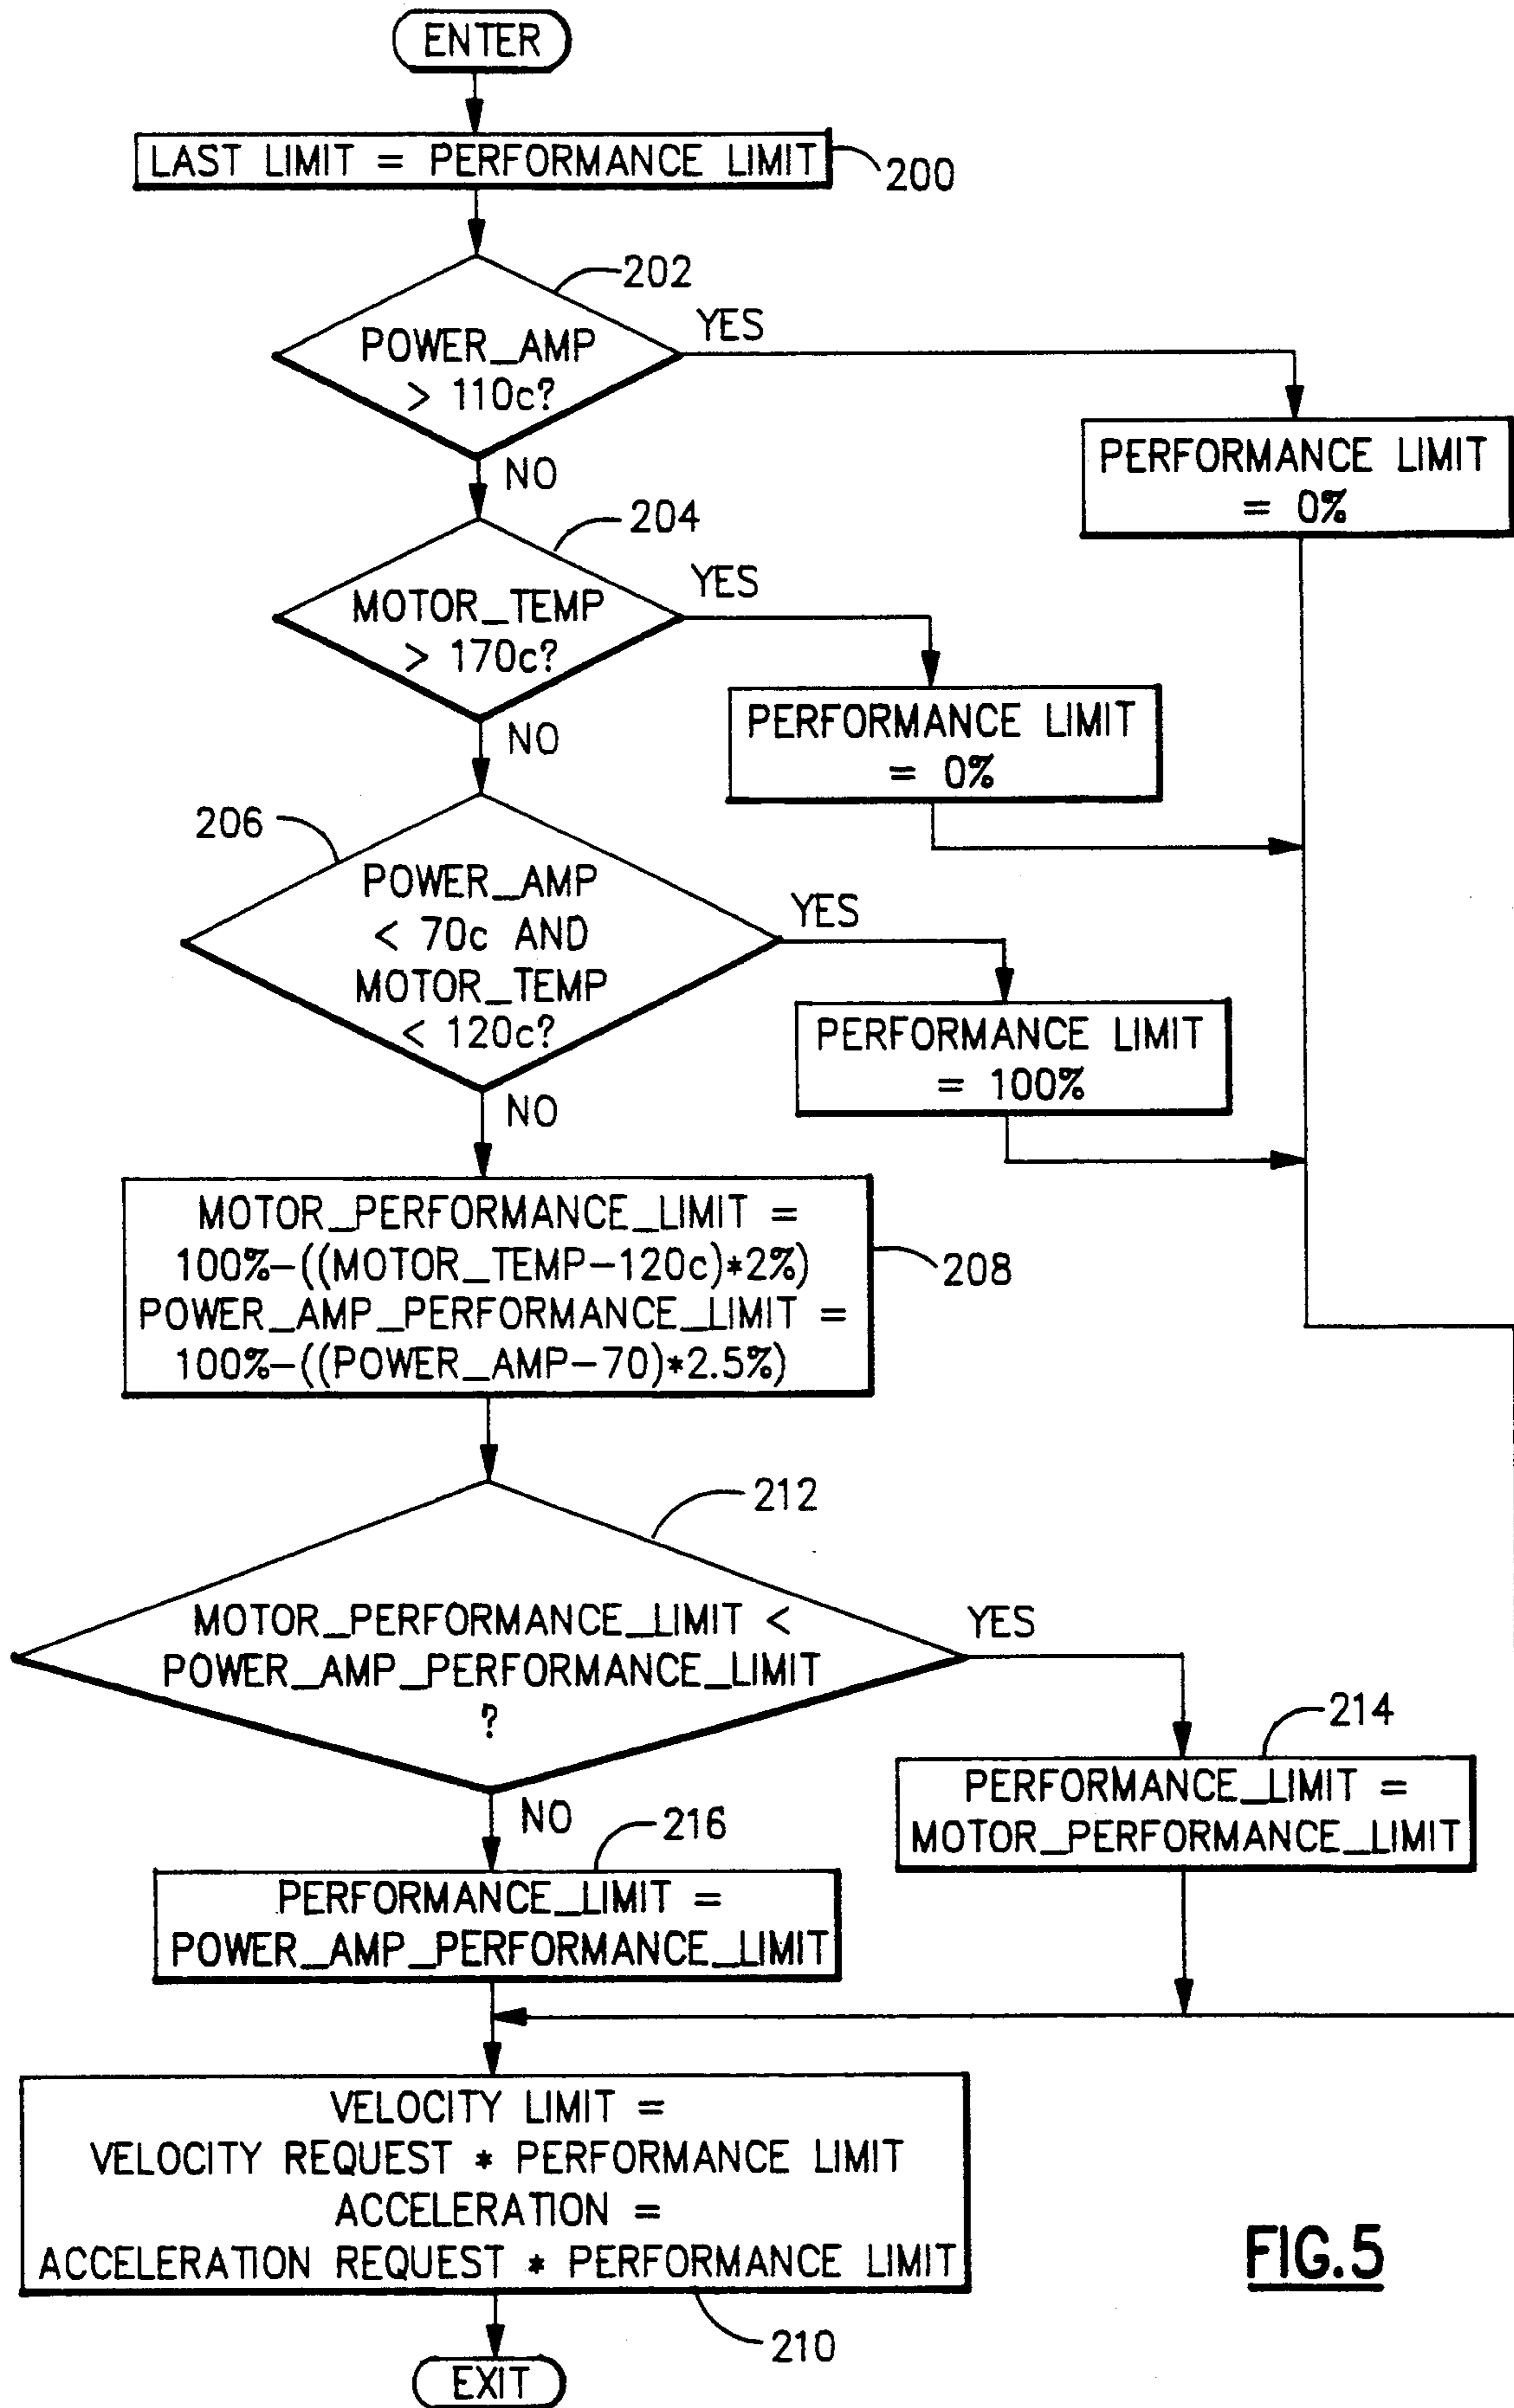 ENTER
LAST LIMIT = PERFORMANCE LIMIT
200
202
POWER_AMP
> 110c?
YES
NO
PERFORMANCE LIMIT
= 0%
204
MOTOR_TEMP
> 170c?
YES
NO
PERFORMANCE LIMIT
= 0%
206
POWER_AMP
< 70c AND
MOTOR_TEMP
< 120c?
YES
NO
PERFORMANCE LIMIT
= 100%
MOTOR_PERFORMANCE_LIMIT =
100%-((MOTOR_TEMP-120c)*2%)
POWER_AMP_PERFORMANCE_LIMIT =
100%-((POWER_AMP-70)*2.5%)
208
212
MOTOR_PERFORMANCE_LIMIT <
POWER_AMP_PERFORMANCE_LIMIT
?
YES
NO
214
PERFORMANCE_LIMIT =
MOTOR_PERFORMANCE_LIMIT
216
PERFORMANCE_LIMIT =
POWER_AMP_PERFORMANCE_LIMIT
VELOCITY LIMIT =
VELOCITY REQUEST * PERFORMANCE LIMIT
ACCELERATION =
ACCELERATION REQUEST * PERFORMANCE LIMIT
210
EXIT
FIG.5